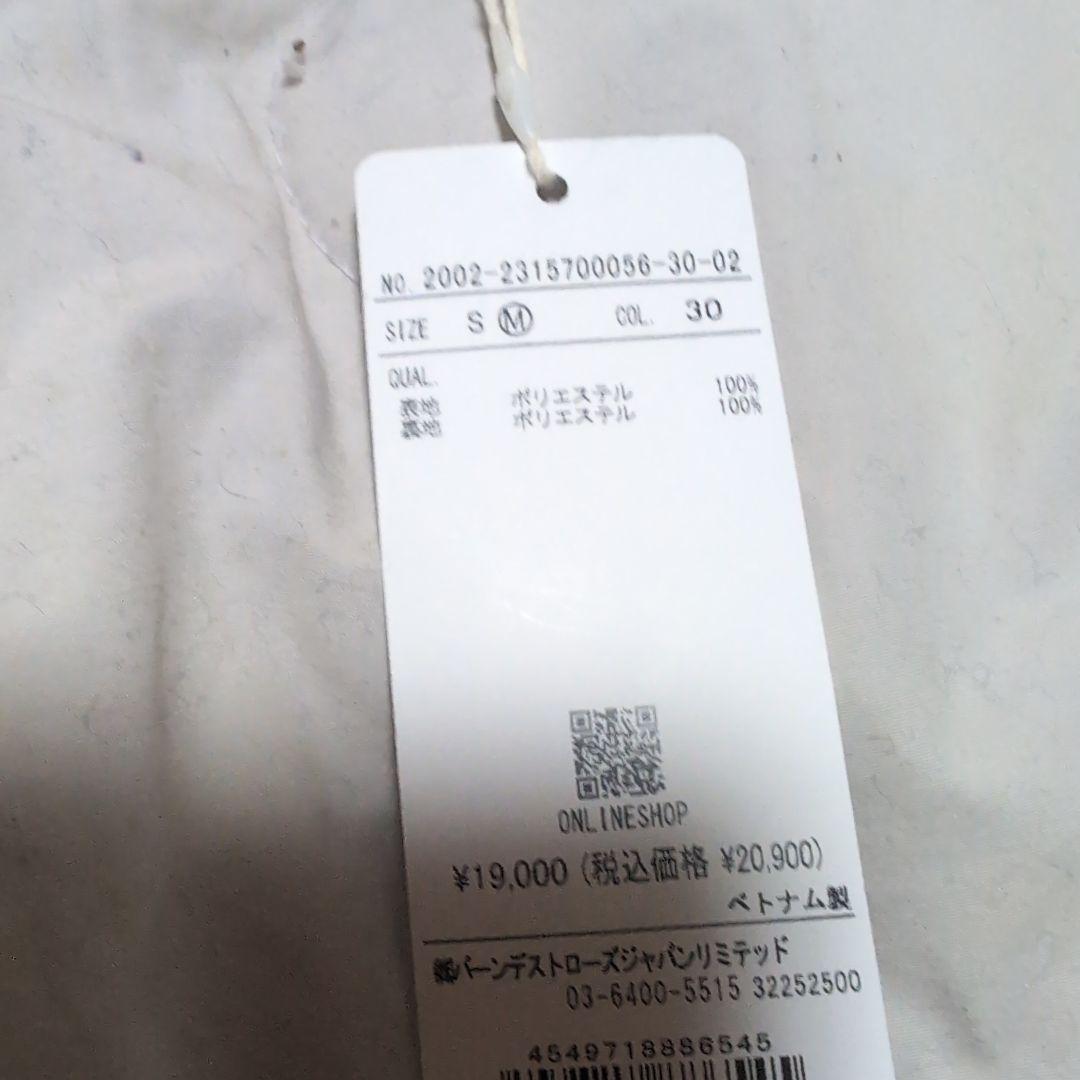 NO. 2002-2315700056-30-02
SIZE S Ⓜ COL. 30
QUAL.
表地 ポリエステル 100%
裏地 ポリエステル 100%
ONLINESHOP
¥19,000 (税込価格 ¥20,900)
ベトナム製
㈱バーンデストローズジャパンリミテッド
03-6400-5515 32252500
4549718886545